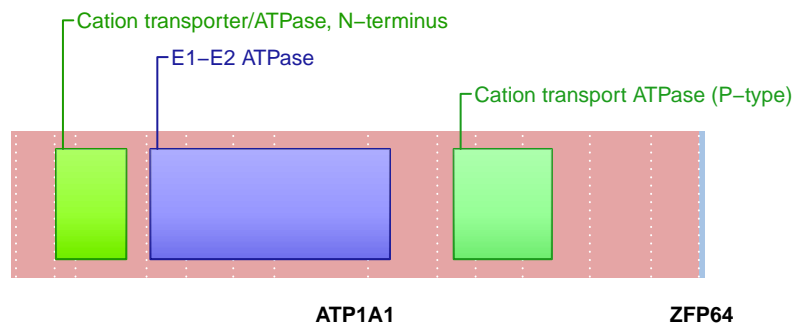 Cation transporter/ATPase, N−terminus
E1−E2 ATPase
Cation transport ATPase (P−type)
ATP1A1 ZFP64